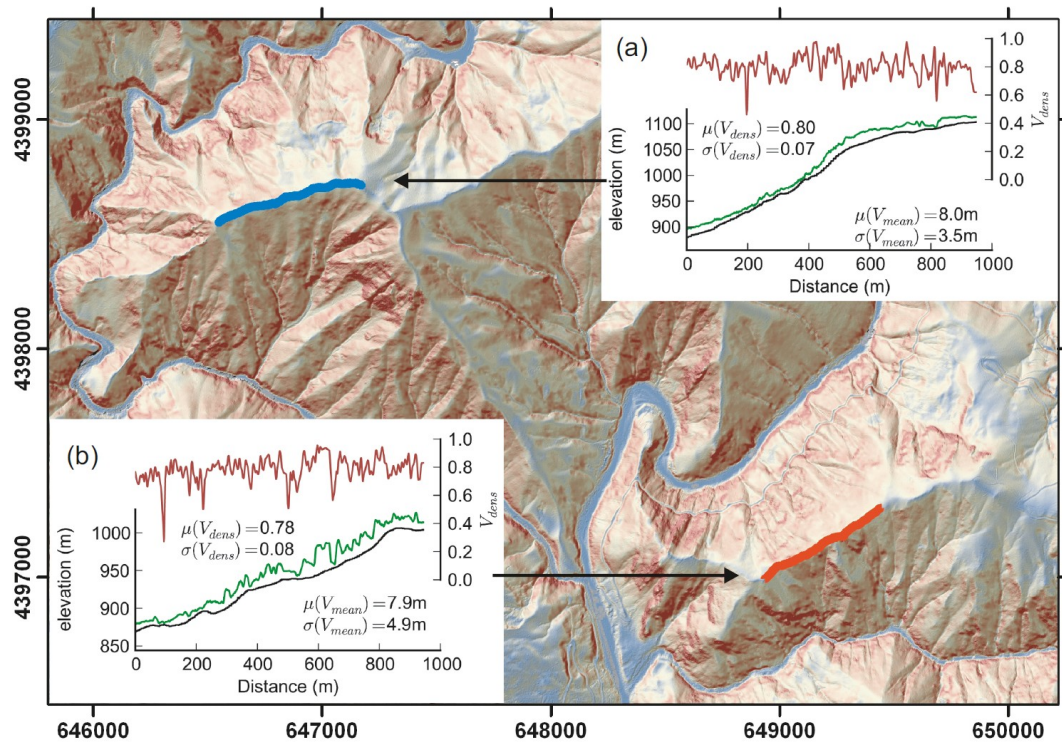 (a)
1.0
0.8
0.6
0.4
0.2
0.0
V_dens
μ(V_dens)=0.80
σ(V_dens)=0.07
1100
1050
1000
950
900
elevation (m)
μ(V_mean)=8.0m
σ(V_mean)=3.5m
0 200 400 600 800 1000
Distance (m)
4399000
4398000
4397000
(b)
1.0
0.8
0.6
0.4
0.2
0.0
V_dens
μ(V_dens)=0.78
σ(V_dens)=0.08
1000
950
900
850
elevation (m)
μ(V_mean)=7.9m
σ(V_mean)=4.9m
0 200 400 600 800 1000
Distance (m)
646000 647000 648000 649000 650000